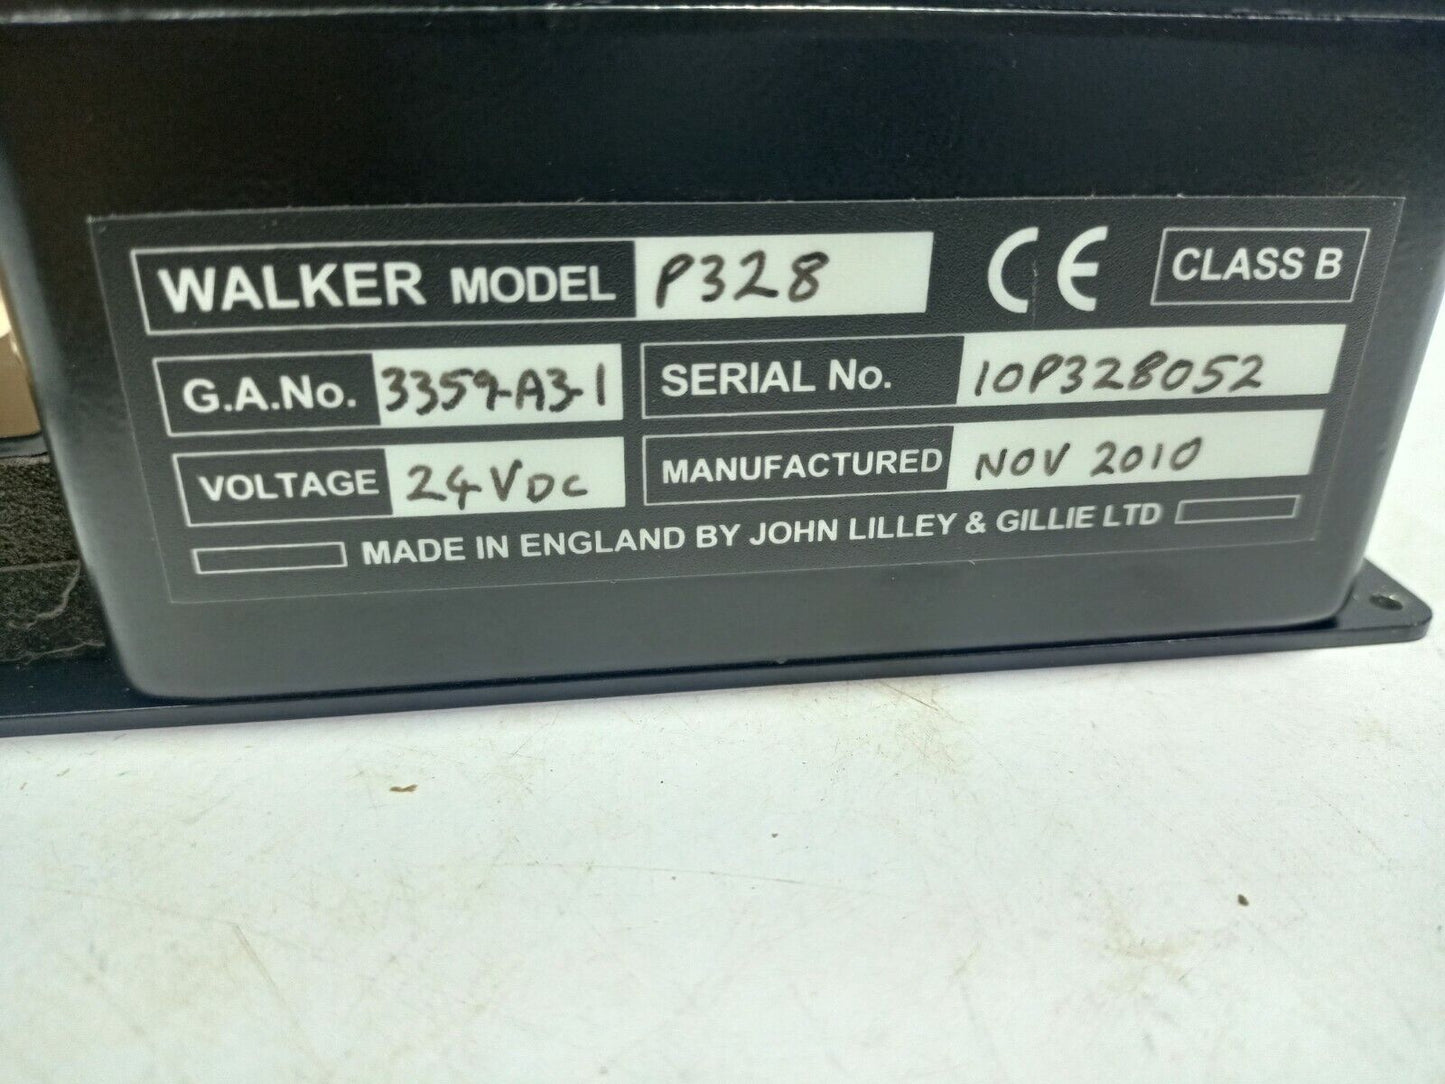 WALKER MODEL P328 CE CLASS B
G.A.No. 3359-A3-1 SERIAL No. 10P328052
VOLTAGE 24VDC MANUFACTURED NOV 2010
MADE IN ENGLAND BY JOHN LILLEY & GILLIE LTD